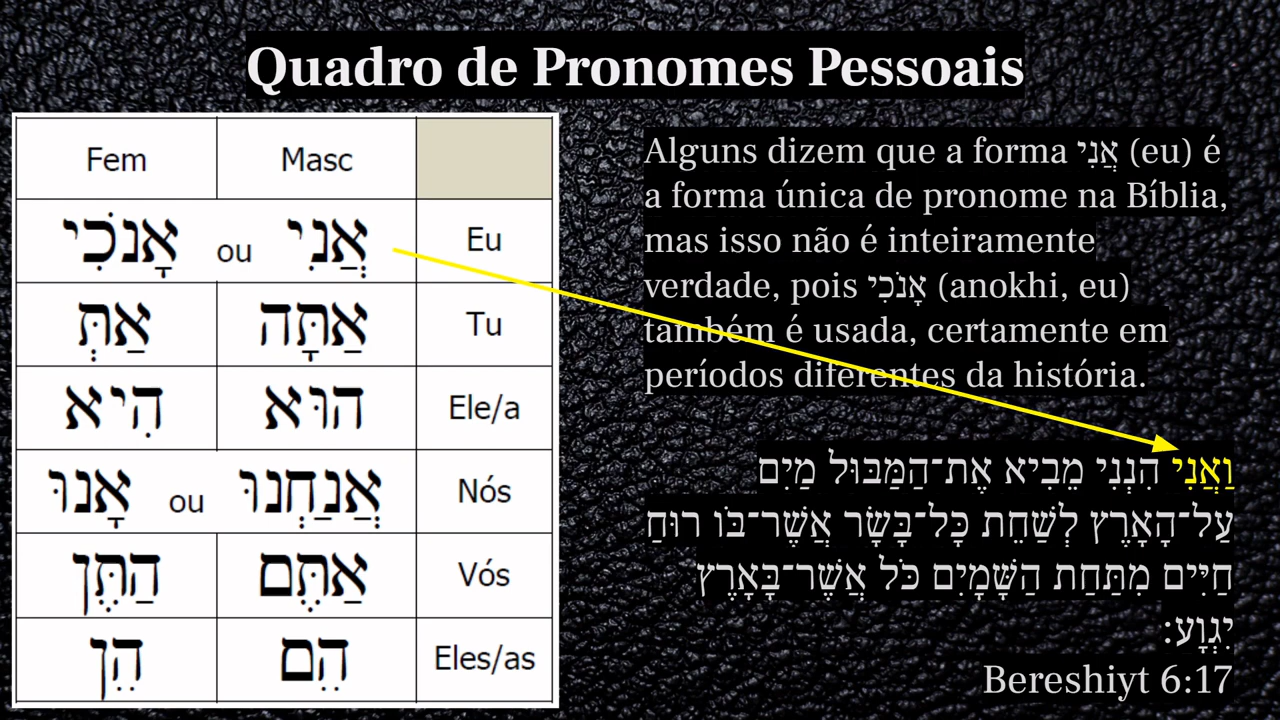 Quadro de Pronomes Pessoais
Fem Masc
אָנֹכִי ou אֲנִי Eu
אַתְּ אַתָּה Tu
הִיא הוּא Ele/a
אָנוּ ou אֲנַחְנוּ Nós
הַתֶּן אַתֶּם Vós
הֵן הֵם Eles/as
Alguns dizem que a forma אֲנִי (eu) é
a forma única de pronome na Bíblia,
mas isso não é inteiramente
verdade, pois אָנֹכִי (anokhi, eu)
também é usada, certamente em
períodos diferentes da história.
וַאֲנִי הִנְנִי מֵבִיא אֶת־הַמַּבּוּל מַיִם
עַל־הָאָרֶץ לְשַׁחֵת כָּל־בָּשָׂר אֲשֶׁר־בּוֹ רוּחַ
חַיִּים מִתַּחַת הַשָּׁמָיִם כֹּל אֲשֶׁר־בָּאָרֶץ
יִגְוָע׃
Bereshiyt 6:17